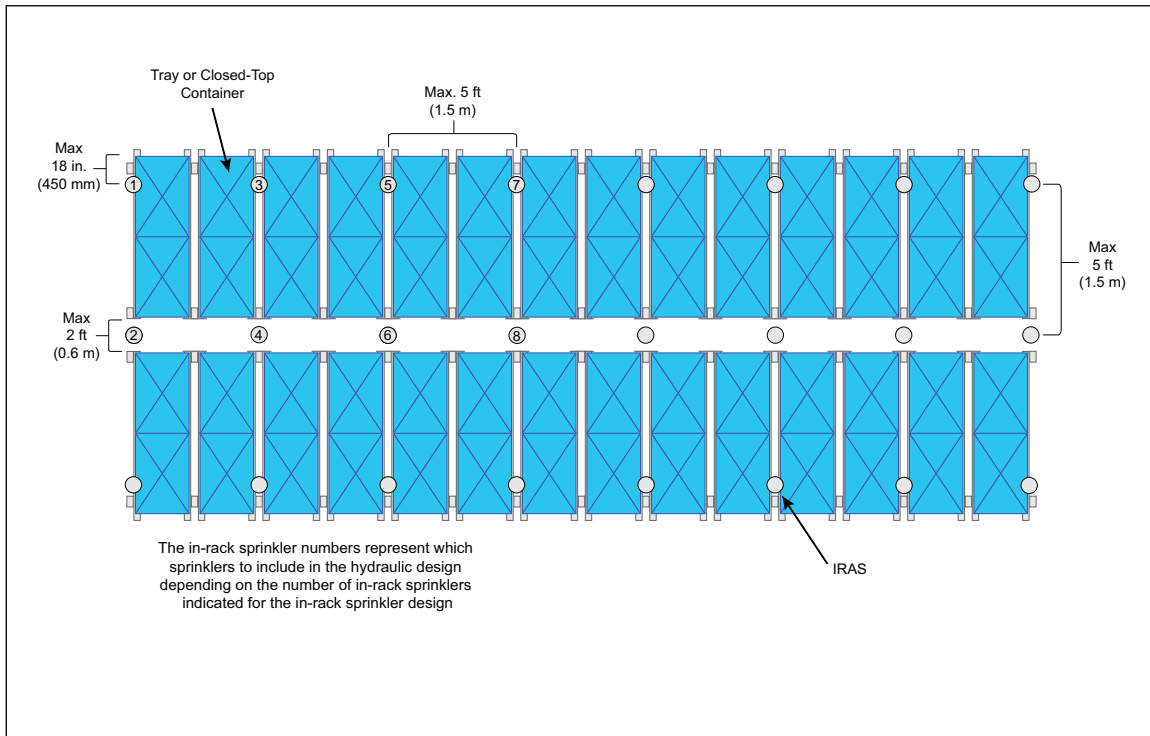 Tray or Closed-Top
Container
Max. 5 ft
(1.5 m)
Max
18 in.
(450 mm)
1
3
5
7
Max
5 ft
(1.5 m)
Max
2 ft
(0.6 m)
2
4
6
8
The in-rack sprinkler numbers represent which
sprinklers to include in the hydraulic design
depending on the number of in-rack sprinklers
indicated for the in-rack sprinkler design
IRAS